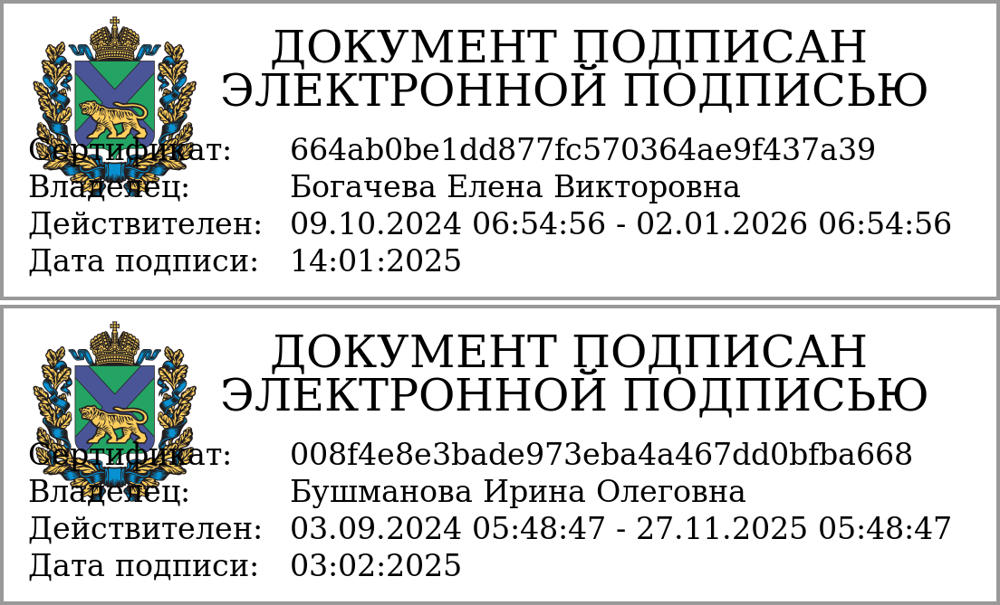 ДОКУМЕНТ ПОДПИСАН
ЭЛЕКТРОННОЙ ПОДПИСЬЮ
Сертификат: 664ab0be1dd877fc570364ae9f437a39
Владелец: Богачева Елена Викторовна
Действителен: 09.10.2024 06:54:56 - 02.01.2026 06:54:56
Дата подписи: 14:01:2025
ДОКУМЕНТ ПОДПИСАН
ЭЛЕКТРОННОЙ ПОДПИСЬЮ
Сертификат: 008f4e8e3bade973eba4a467dd0bfba668
Владелец: Бушманова Ирина Олеговна
Действителен: 03.09.2024 05:48:47 - 27.11.2025 05:48:47
Дата подписи: 03:02:2025